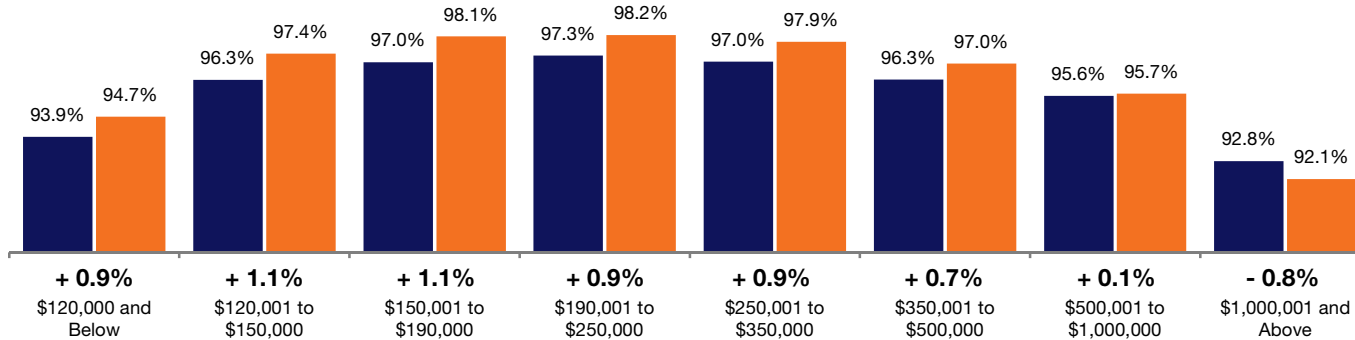 93.9% 94.7% 96.3% 97.4% 97.0% 98.1% 97.3% 98.2% 97.0% 97.9% 96.3% 97.0% 95.6% 95.7% 92.8% 92.1%
+ 0.9% + 1.1% + 1.1% + 0.9% + 0.9% + 0.7% + 0.1% - 0.8%
$120,000 and $120,001 to $150,001 to $190,001 to $250,001 to $350,001 to $500,001 to $1,000,001 and
Below $150,000 $190,000 $250,000 $350,000 $500,000 $1,000,000 Above